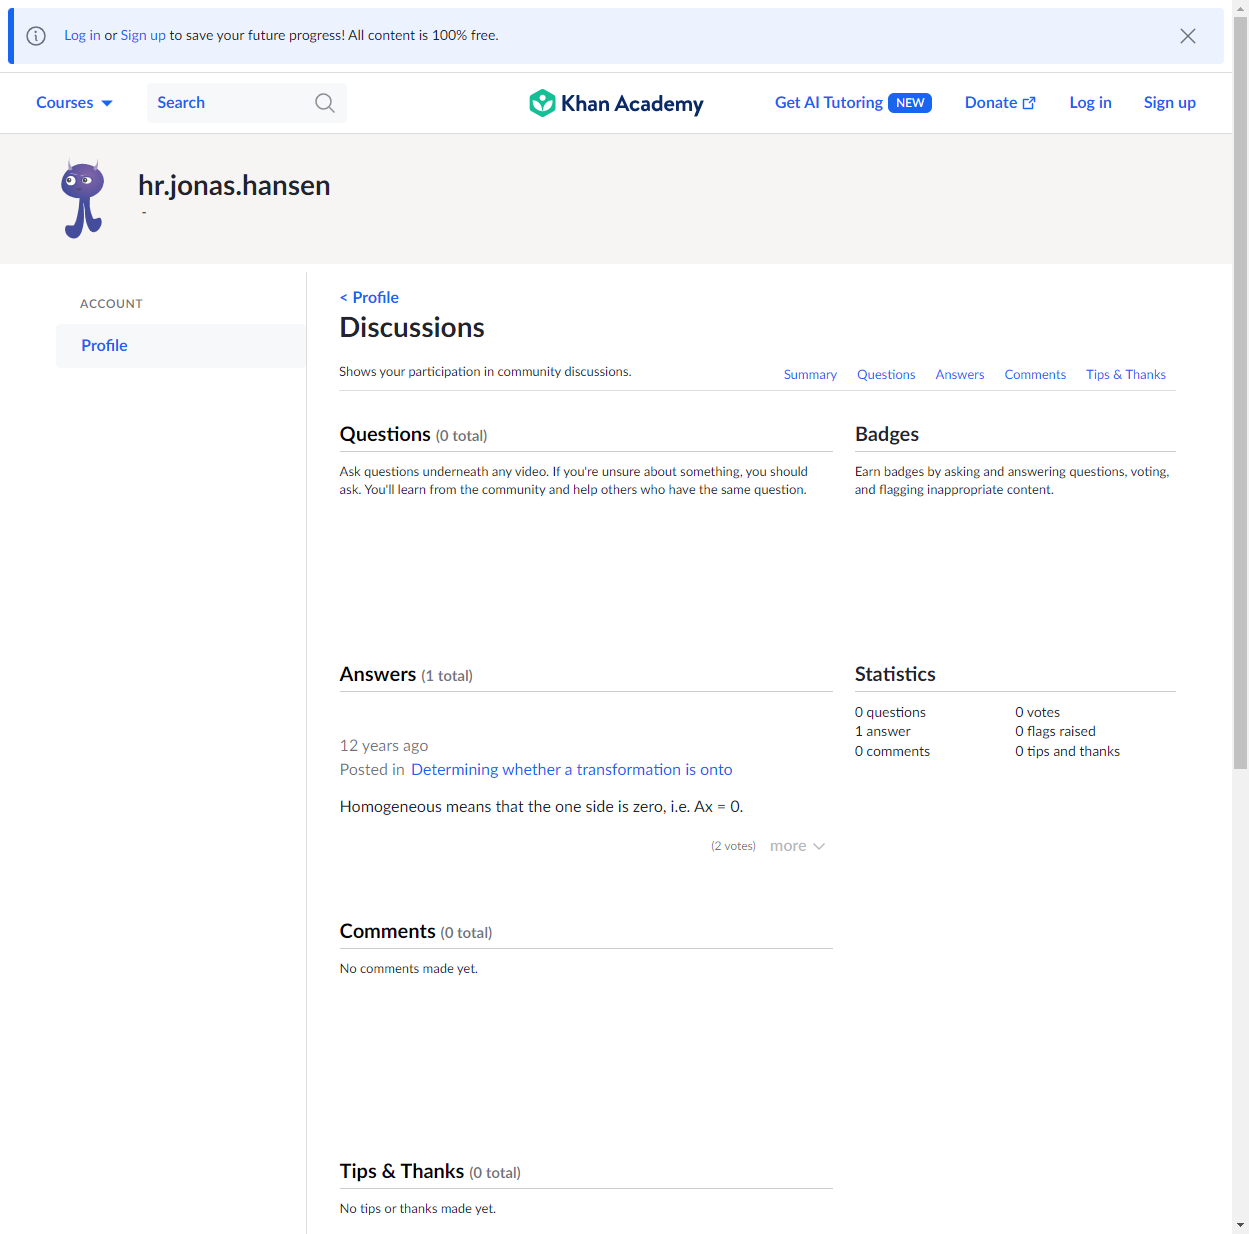 Log in or Sign up to save your future progress! All content is 100% free.
Courses
Search
Khan Academy
Get AI Tutoring NEW
Donate
Log in
Sign up
hr.jonas.hansen
-
ACCOUNT
Profile
< Profile
Discussions
Shows your participation in community discussions.
Summary
Questions
Answers
Comments
Tips & Thanks
Questions (0 total)
Ask questions underneath any video. If you're unsure about something, you should
ask. You'll learn from the community and help others who have the same question.
Badges
Earn badges by asking and answering questions, voting,
and flagging inappropriate content.
Answers (1 total)
12 years ago
Posted in Determining whether a transformation is onto
Homogeneous means that the one side is zero, i.e. Ax = 0.
(2 votes)
more
Statistics
0 questions
0 votes
1 answer
0 flags raised
0 comments
0 tips and thanks
Comments (0 total)
No comments made yet.
Tips & Thanks (0 total)
No tips or thanks made yet.